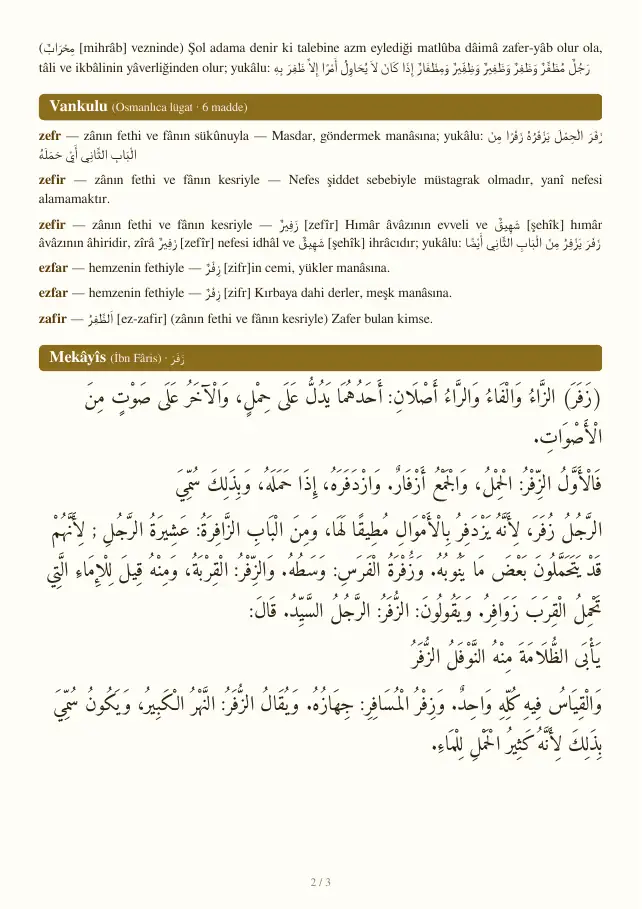 (مِحْرَابٌ [mihrâb] vezninde) Şol adama denir ki talebine azm eylediği matlûba dâimâ zafer-yâb olur ola,
tâli ve ikbâlinin yâverliğinden olur; yukâlu: رَجُلٌ مُظَفَّرٌ وَظَفِرٌ وَظَفِيرٌ وَظِفِّيرٌ وَمِظْفَارٌ إِذَا كَانَ لاَ يُحَاوِلُ أَمْرًا إِلاَّ ظَفِرَ بِهِ
Vankulu (Osmanlıca lügat · 6 madde)
zefr — zânın fethi ve fânın sükûnuyla — Masdar, göndermek manâsına; yukâlu: زَفَرَ الْحِمْلَ يَزْفِرُهُ زَفْرًا مِنَ
الْبَابِ الثَّانِي أَيْ حَمَلَهُ
zefir — zânın fethi ve fânın kesriyle — Nefes şiddet sebebiyle müstagrak olmadır, yanî nefesi
alamamaktır.
zefir — zânın fethi ve fânın kesriyle — زَفِيرٌ [zefîr] Hımâr âvâzının evveli ve شَهِيقٌ [şehîk] hımâr
âvâzının âhiridir, zîrâ زَفِيرٌ [zefîr] nefesi idhâl ve شَهِيقٌ [şehîk] ihrâcıdır; yukâlu: زَفَرَ يَزْفِرُ مِنَ الْبَابِ الثَّانِي أَيْضًا
ezfar — hemzenin fethiyle — زِفْرٌ [zifr]in cemi, yükler manâsına.
ezfar — hemzenin fethiyle — زِفْرٌ [zifr] Kırbaya dahi derler, meşk manâsına.
zafir — اَلظَّفِرُ [ez-zafir] (zânın fethi ve fânın kesriyle) Zafer bulan kimse.
Mekâyîs (İbn Fâris) · زَفَرَ
(زَفَرَ) الزَّاءُ وَالْفَاءُ وَالرَّاءُ أَصْلَانِ: أَحَدُهُمَا يَدُلُّ عَلَى حِمْلٍ، وَالْآخَرُ عَلَى صَوْتٍ مِنَ
الْأَصْوَاتِ.
فَالْأَوَّلُ الزِّفْرُ: الْحِمْلُ، وَالْجَمْعُ أَزْفَارٌ. وَازْدَفَرَهُ، إِذَا حَمَلَهُ، وَبِذَلِكَ سُمِّيَ
الرَّجُلُ زُفَرَ، لِأَنَّهُ يَزْدَفِرُ بِالْأَمْوَالِ مُطِيقًا لَهَا، وَمِنَ الْبَابِ الزَّافِرَةُ: عَشِيرَةُ الرَّجُلِ ; لِأَنَّهُمْ
قَدْ يَتَحَمَّلُونَ بَعْضَ مَا يَنُوبُهُ. وَزُفْرَةُ الْفَرَسِ: وَسَطُهُ. وَالزِّفْرُ: الْقِرْبَةُ، وَمِنْهُ قِيلَ لِلْإِمَاءِ الَّتِي
تَحْمِلُ الْقِرَبَ زَوَافِرُ. وَيَقُولُونَ: الزُّفَرُ: الرَّجُلُ السَّيِّدُ. قَالَ:
يَأْبَى الظُّلَامَةَ مِنْهُ النَّوْفَلُ الزُّفَرُ
وَالْقِيَاسُ فِيهِ كُلِّهِ وَاحِدٌ. وَزِفْرُ الْمُسَافِرِ: جِهَازُهُ. وَيُقَالُ الزُّفَرُ: النَّهْرُ الْكَبِيرُ، وَيَكُونُ سُمِّيَ
بِذَلِكَ لِأَنَّهُ كَثِيرُ الْحَمْلِ لِلْمَاءِ.
2 / 3